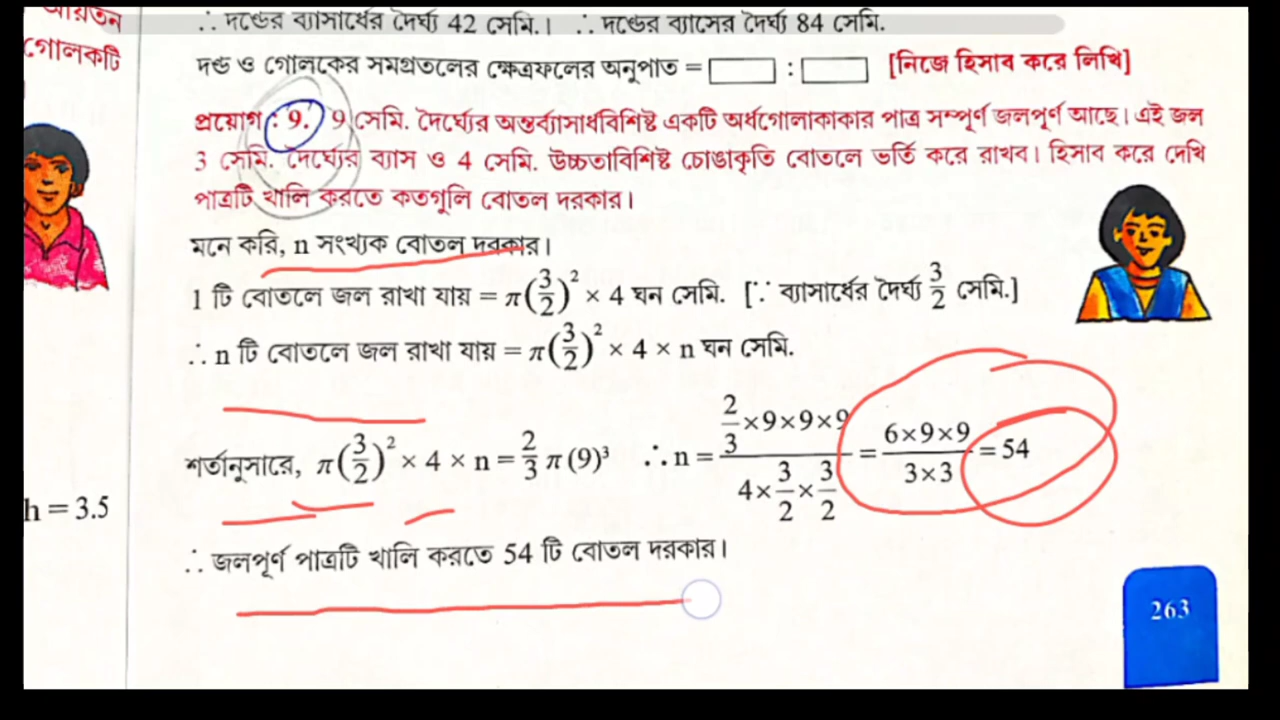 আয়তন
গোলকটি
∴ দণ্ডের ব্যাসার্ধের দৈর্ঘ্য 42 সেমি.। ∴ দণ্ডের ব্যাসের দৈর্ঘ্য 84 সেমি.
দণ্ড ও গোলকের সমগ্রতলের ক্ষেত্রফলের অনুপাত = □ : □ [নিজে হিসাব করে লিখি]
প্রয়োগ : 9. 9 সেমি. দৈর্ঘ্যের অন্তর্ব্যাসার্ধবিশিষ্ট একটি অর্ধগোলাকাকার পাত্র সম্পূর্ণ জলপূর্ণ আছে। এই জল
3 সেমি. দৈর্ঘ্যের ব্যাস ও 4 সেমি. উচ্চতাবিশিষ্ট চোঙাকৃতি বোতলে ভর্তি করে রাখব। হিসাব করে দেখি
পাত্রটি খালি করতে কতগুলি বোতল দরকার।
মনে করি, n সংখ্যক বোতল দরকার।
1 টি বোতলে জল রাখা যায় = π(3/2)² × 4 ঘন সেমি. [∵ ব্যাসার্ধের দৈর্ঘ্য 3/2 সেমি.]
∴ n টি বোতলে জল রাখা যায় = π(3/2)² × 4 × n ঘন সেমি.
শর্তানুসারে, π(3/2)² × 4 × n = 2/3 π (9)³ ∴ n = (2/3 ×9×9×9)/(4× 3/2 × 3/2) = (6×9×9)/(3×3) = 54
h = 3.5
∴ জলপূর্ণ পাত্রটি খালি করতে 54 টি বোতল দরকার।
263